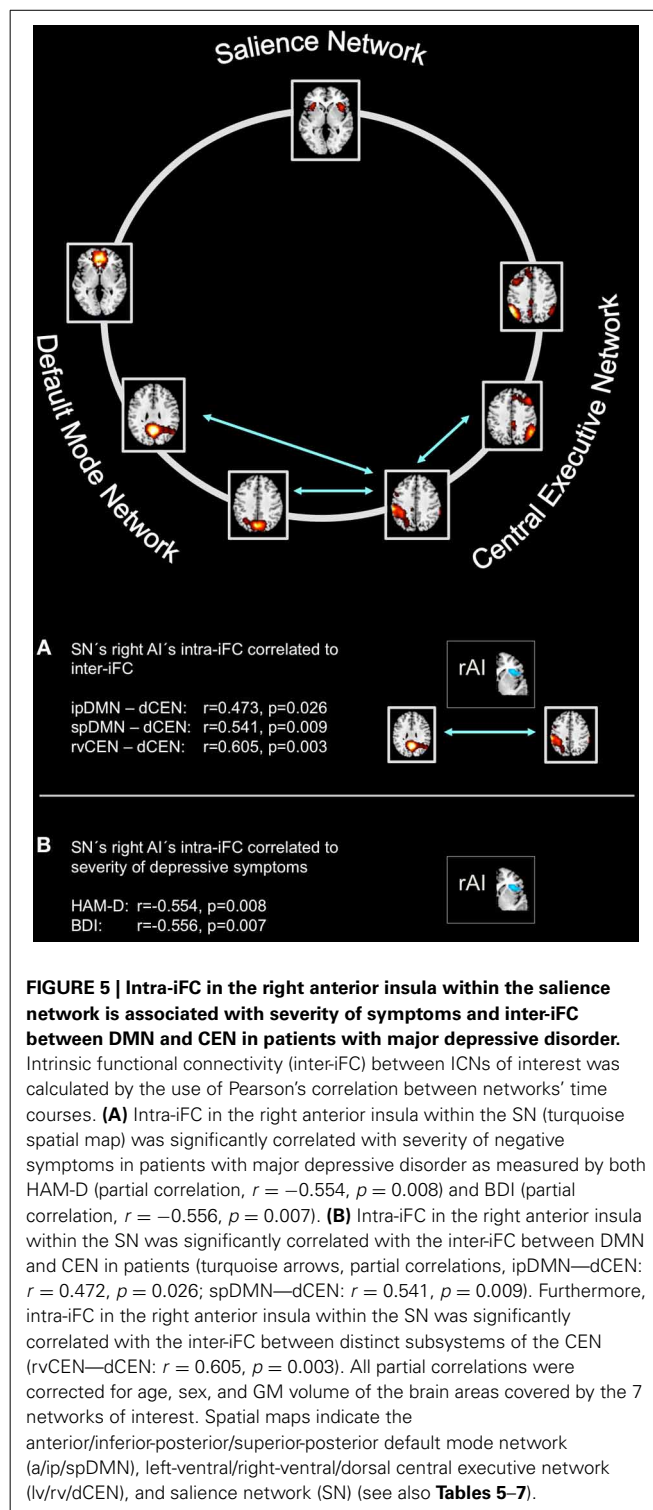 Salience Network
Default Mode Network
Central Executive Network
A SN´s right AI´s intra-iFC correlated to
inter-iFC
rAI
ipDMN – dCEN: r=0.473, p=0.026
spDMN – dCEN: r=0.541, p=0.009
rvCEN – dCEN: r=0.605, p=0.003
B SN´s right AI´s intra-iFC correlated to
severity of depressive symptoms
rAI
HAM-D: r=-0.554, p=0.008
BDI: r=-0.556, p=0.007
FIGURE 5 | Intra-iFC in the right anterior insula within the salience
network is associated with severity of symptoms and inter-iFC
between DMN and CEN in patients with major depressive disorder.
Intrinsic functional connectivity (inter-iFC) between ICNs of interest was
calculated by the use of Pearson's correlation between networks' time
courses. (A) Intra-iFC in the right anterior insula within the SN (turquoise
spatial map) was significantly correlated with severity of negative
symptoms in patients with major depressive disorder as measured by both
HAM-D (partial correlation, r = −0.554, p = 0.008) and BDI (partial
correlation, r = −0.556, p = 0.007). (B) Intra-iFC in the right anterior insula
within the SN was significantly correlated with the inter-iFC between DMN
and CEN in patients (turquoise arrows, partial correlations, ipDMN—dCEN:
r = 0.472, p = 0.026; spDMN—dCEN: r = 0.541, p = 0.009). Furthermore,
intra-iFC in the right anterior insula within the SN was significantly
correlated with the inter-iFC between distinct subsystems of the CEN
(rvCEN—dCEN: r = 0.605, p = 0.003). All partial correlations were
corrected for age, sex, and GM volume of the brain areas covered by the 7
networks of interest. Spatial maps indicate the
anterior/inferior-posterior/superior-posterior default mode network
(a/ip/spDMN), left-ventral/right-ventral/dorsal central executive network
(lv/rv/dCEN), and salience network (SN) (see also Tables 5–7).